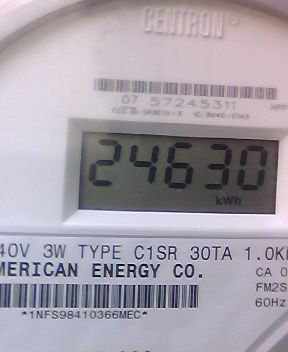 CENTRON®
07 57245311
24630
kWh
40V 3W TYPE C1SR 30TA 1.0K
MERICAN ENERGY CO.
CA 0
FM2S
60Hz
*1NFS98410366MEC*